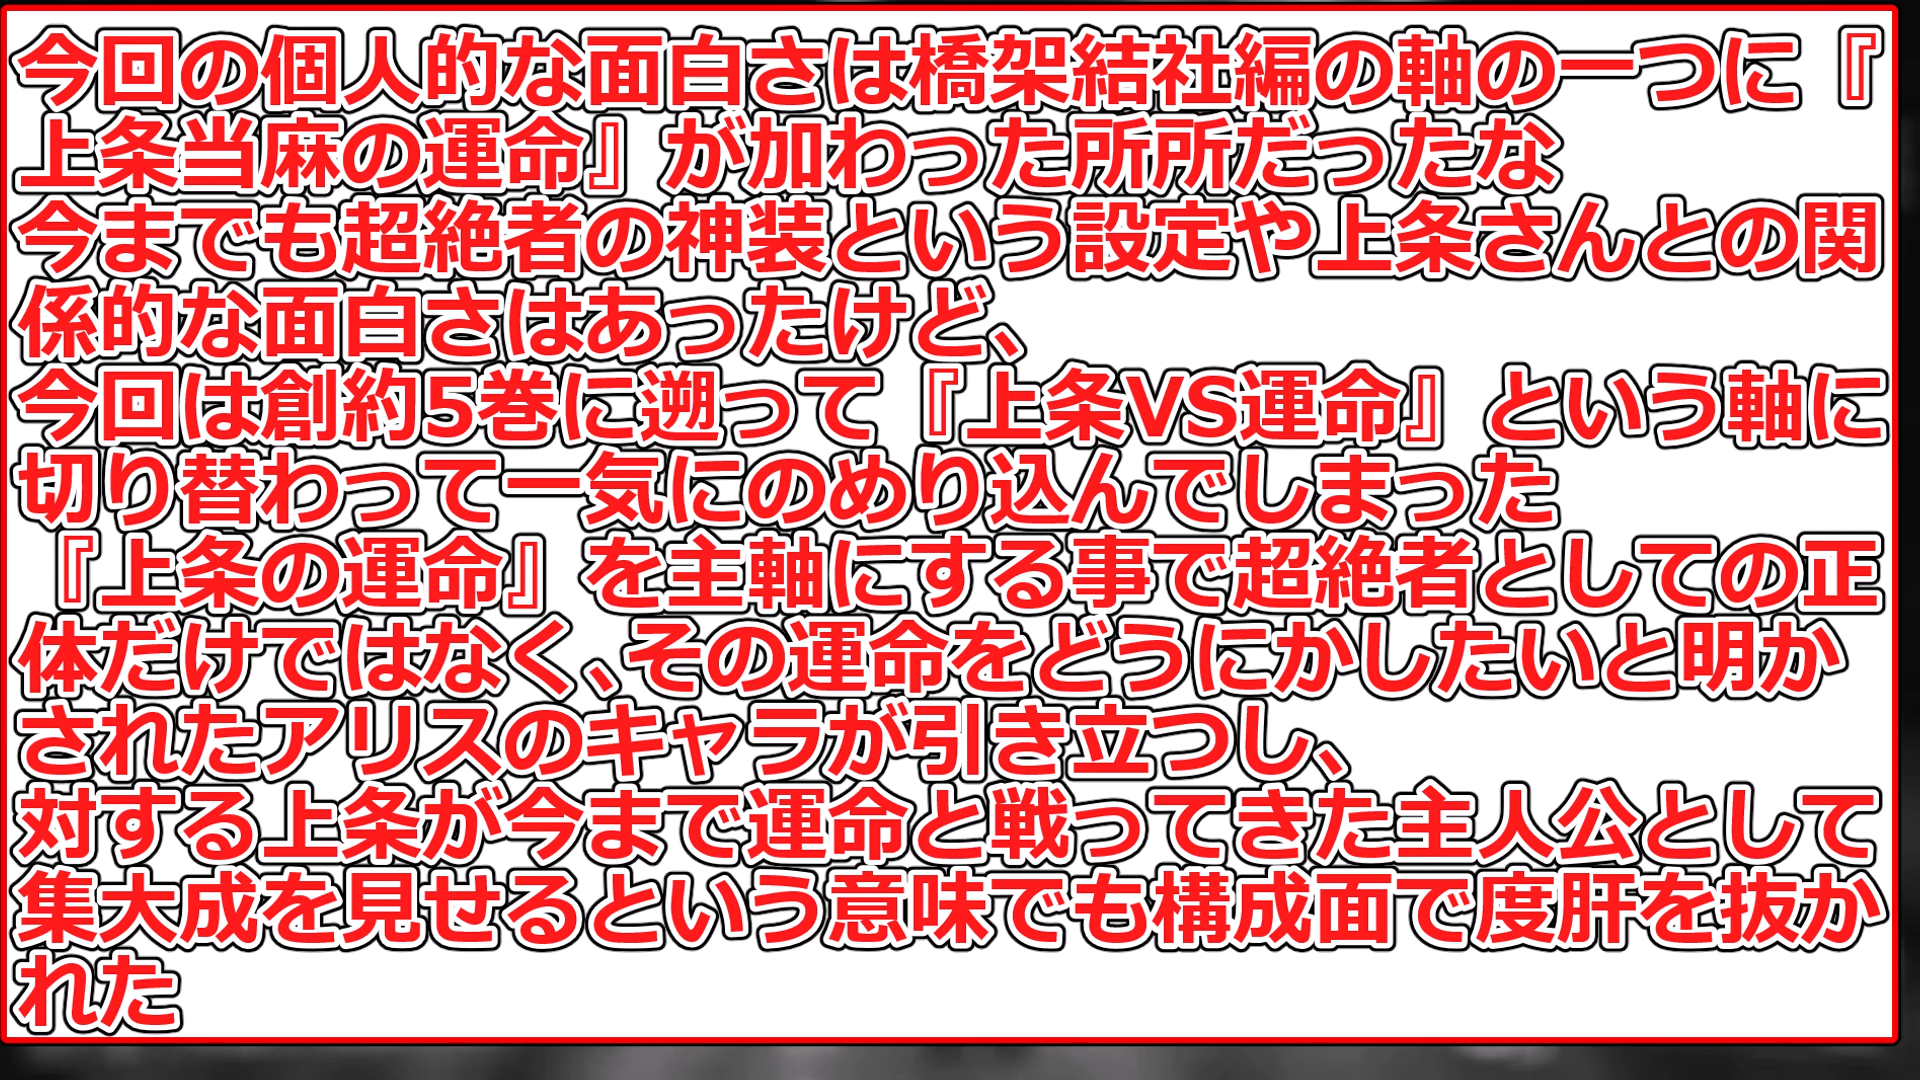 今回の個人的な面白さは橋架結社編の軸の一つに『
上条当麻の運命』が加わった所所だったな
今までも超絶者の神装という設定や上条さんとの関
係的な面白さはあったけど、
今回は創約5巻に遡って『上条VS運命』という軸に
切り替わって一気にのめり込んでしまった
『上条の運命』を主軸にする事で超絶者としての正
体だけではなく、その運命をどうにかしたいと明か
されたアリスのキャラが引き立つし、
対する上条が今まで運命と戦ってきた主人公として
集大成を見せるという意味でも構成面で度肝を抜か
れた